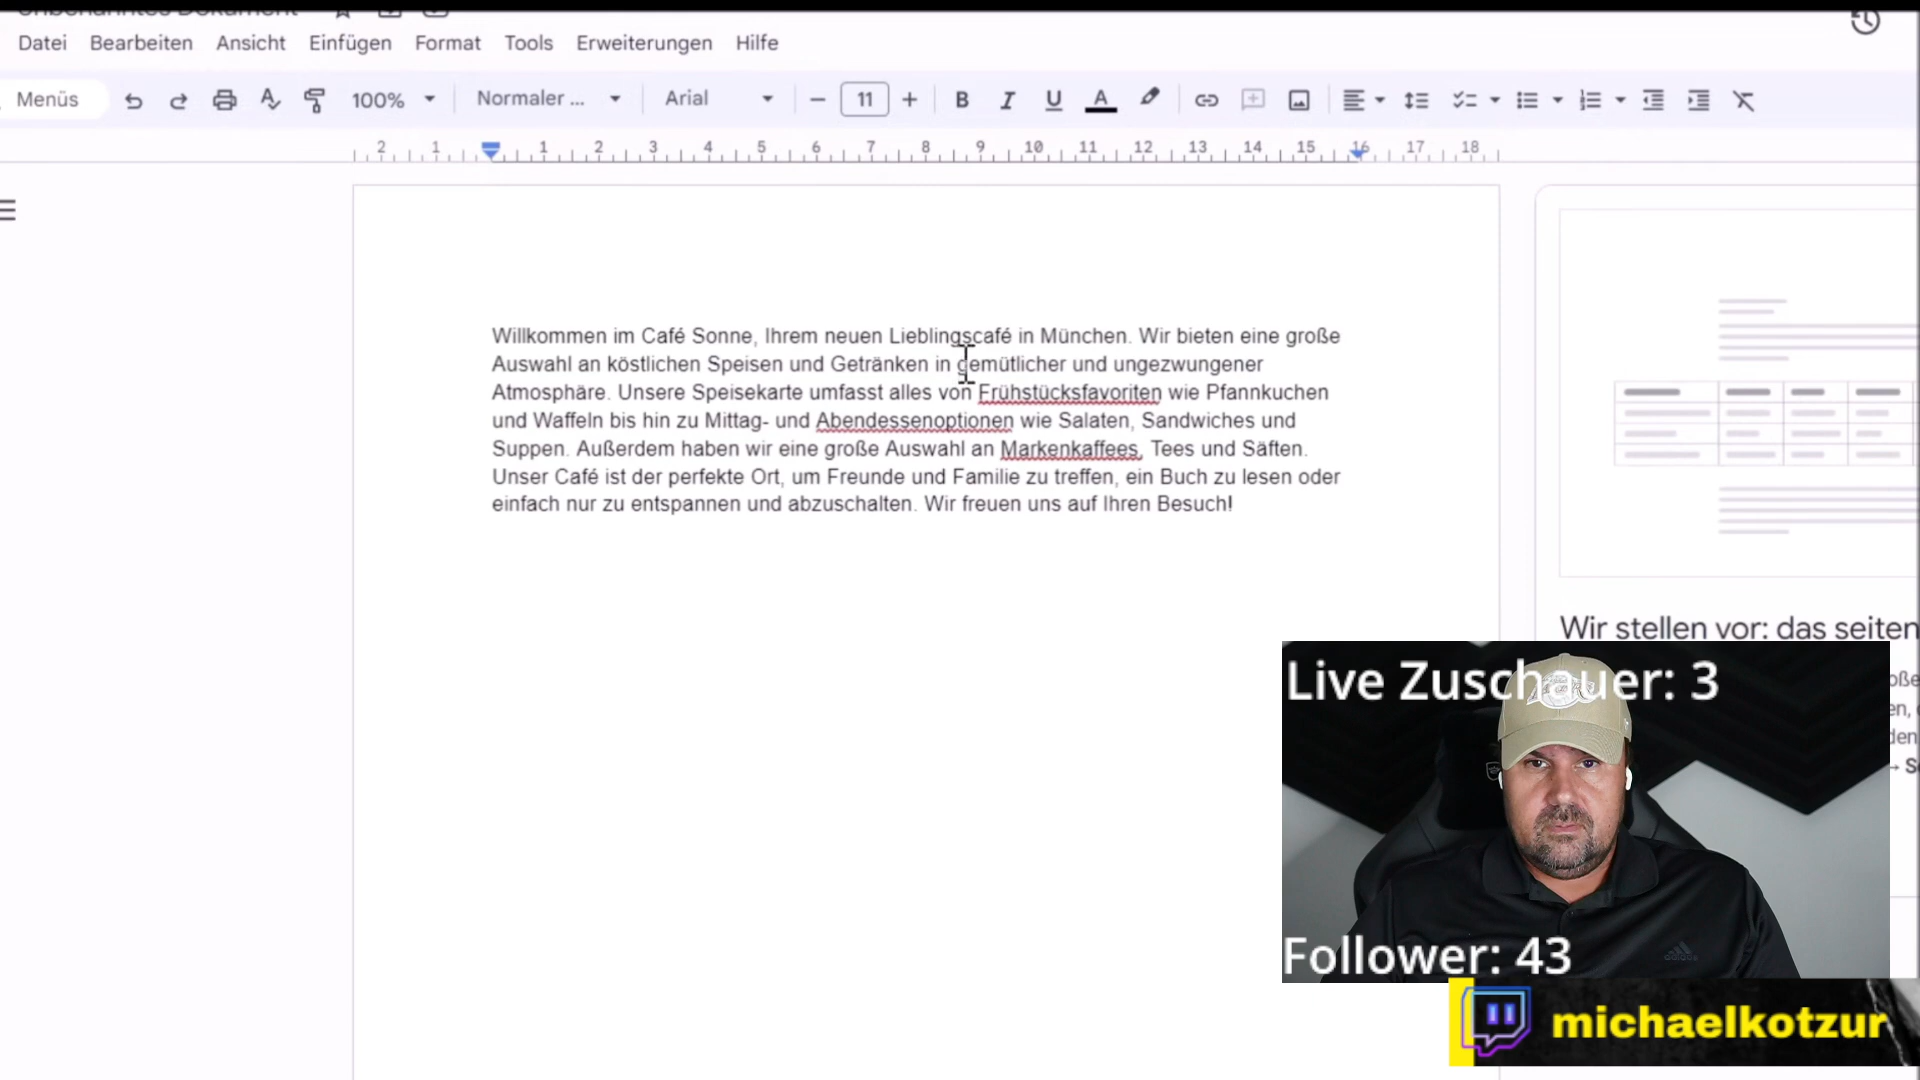 Unbenanntes Dokument
Datei Bearbeiten Ansicht Einfügen Format Tools Erweiterungen Hilfe
Menüs 100% Normaler ... Arial 11 B I U A
2 1 1 2 3 4 5 6 7 8 9 10 11 12 13 14 15 16 17 18
Willkommen im Café Sonne, Ihrem neuen Lieblingscafé in München. Wir bieten eine große
Auswahl an köstlichen Speisen und Getränken in gemütlicher und ungezwungener
Atmosphäre. Unsere Speisekarte umfasst alles von Frühstücksfavoriten wie Pfannkuchen
und Waffeln bis hin zu Mittag- und Abendessenoptionen wie Salaten, Sandwiches und
Suppen. Außerdem haben wir eine große Auswahl an Markenkaffees, Tees und Säften.
Unser Café ist der perfekte Ort, um Freunde und Familie zu treffen, ein Buch zu lesen oder
einfach nur zu entspannen und abzuschalten. Wir freuen uns auf Ihren Besuch!
Wir stellen vor: das seiten
Live Zuschauer: 3
Follower: 43
adidas
michaelkotzur